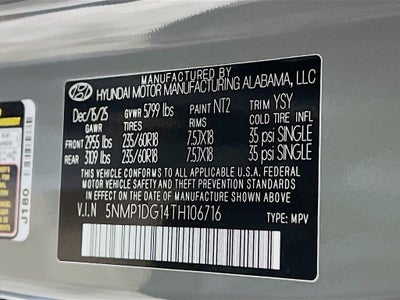 MANUFACTURED BY
HYUNDAI MOTOR MANUFACTURING ALABAMA, LLC
Dec/15/25 GVWR 5799 lbs PAINT NT2 TRIM YSY
GAWR TIRES RIMS COLD TIRE INFL
FRONT 2955 lbs 235/60R18 7.5JX18 35 psi SINGLE
REAR 3109 lbs 235/60R18 7.5JX18 35 psi SINGLE
THIS VEHICLE CONFORMS TO ALL APPLICABLE U.S.A. FEDERAL
MOTOR VEHICLE SAFETY, BUMPER, AND THEFT PREVENTION
STANDARDS IN EFFECT ON THE DATE OF MANUFACTURE SHOWN ABOVE
V.I.N 5NMP1DG14TH106716 TYPE: MPV
J180